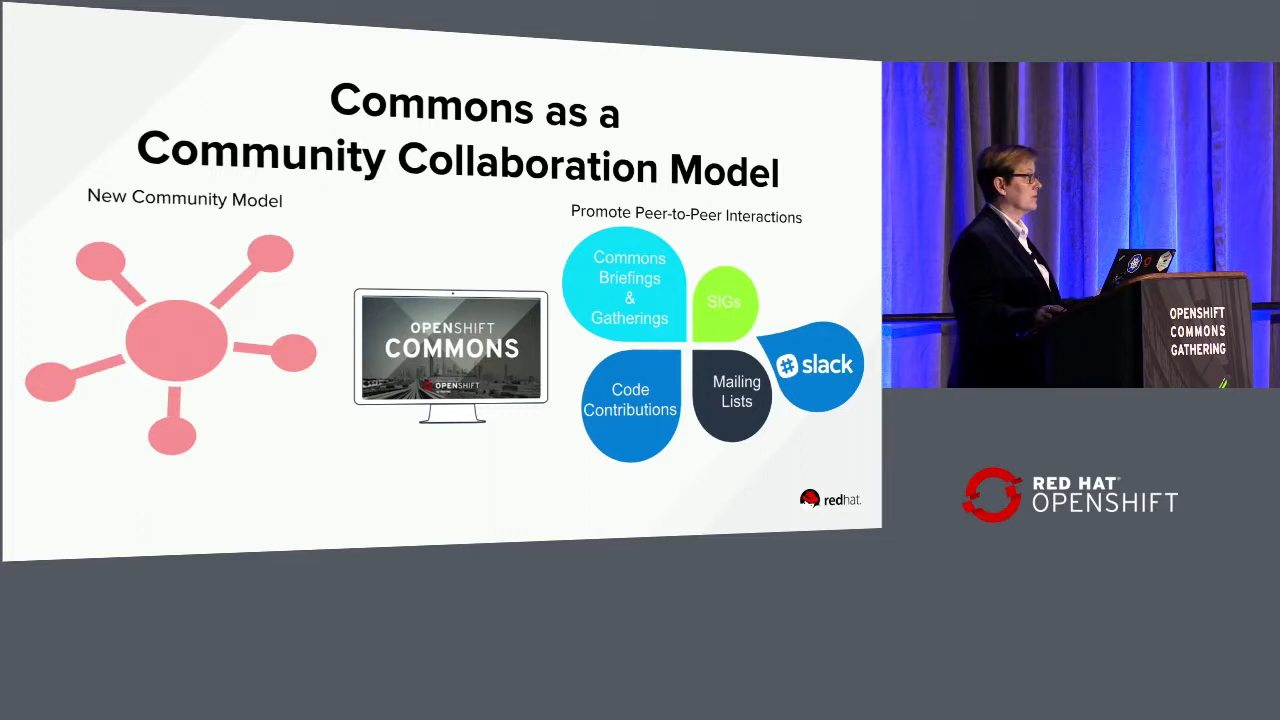 Commons as a
Community Collaboration Model
New Community Model
Promote Peer-to-Peer Interactions
OPENSHIFT
COMMONS
OPENSHIFT
Commons
Briefings
&
Gatherings
SIGs
slack
Code
Contributions
Mailing
Lists
redhat.
OPENSHIFT
COMMONS
GATHERING
RED HAT
OPENSHIFT